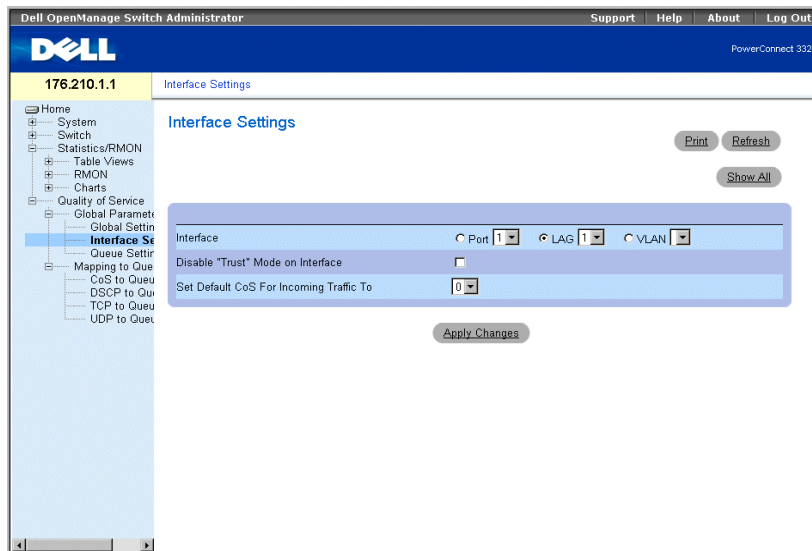 Dell OpenManage Switch Administrator Support Help About Log Out
DELL
PowerConnect 332
176.210.1.1 Interface Settings
Home
System
Switch
Statistics/RMON
Table Views
RMON
Charts
Quality of Service
Global Paramete
Global Settin
Interface Se
Queue Settin
Mapping to Que
CoS to Queu
DSCP to Qu
TCP to Queu
UDP to Queu
Interface Settings
Print Refresh
Show All
Interface Port 1 LAG 1 VLAN
Disable "Trust" Mode on Interface
Set Default CoS For Incoming Traffic To 0
Apply Changes